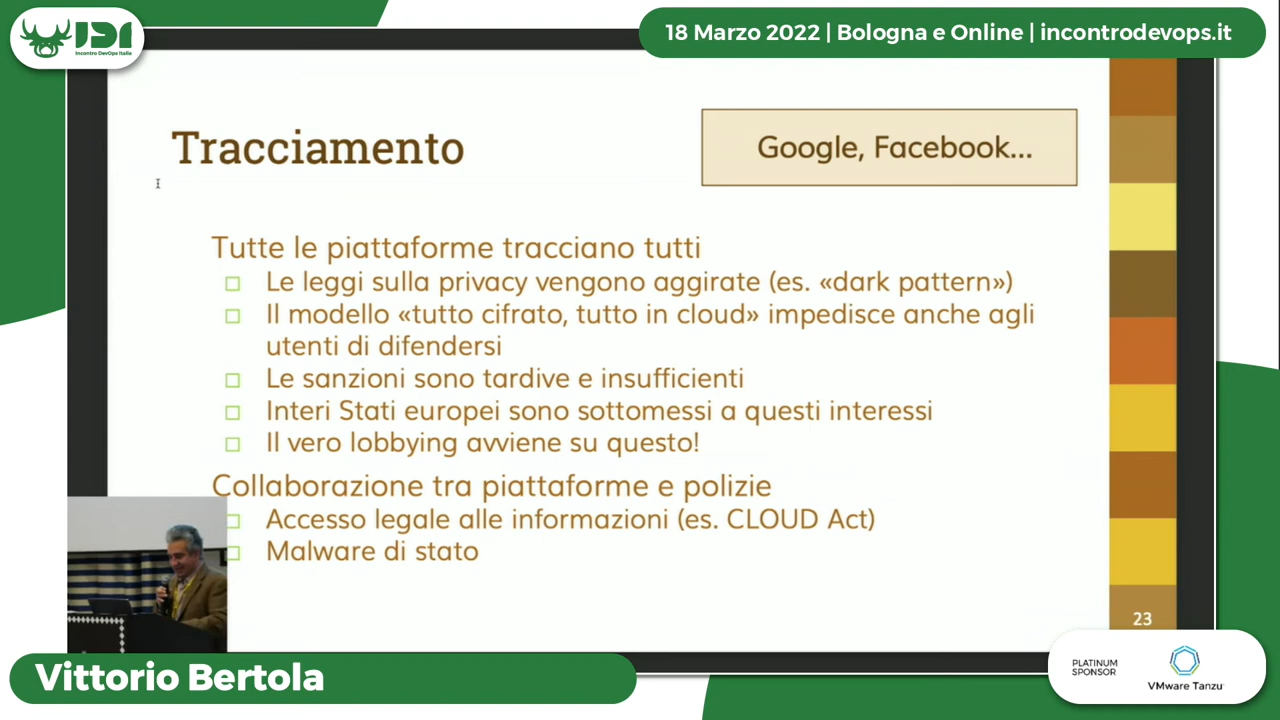 IDI
Incontro DevOps Italia
18 Marzo 2022 | Bologna e Online | incontrodevops.it
Tracciamento
Google, Facebook...
Tutte le piattaforme tracciano tutti
Le leggi sulla privacy vengono aggirate (es. «dark pattern»)
Il modello «tutto cifrato, tutto in cloud» impedisce anche agli
utenti di difendersi
Le sanzioni sono tardive e insufficienti
Interi Stati europei sono sottomessi a questi interessi
Il vero lobbying avviene su questo!
Collaborazione tra piattaforme e polizie
Accesso legale alle informazioni (es. CLOUD Act)
Malware di stato
23
Vittorio Bertola
PLATINUM
SPONSOR
VMware Tanzu